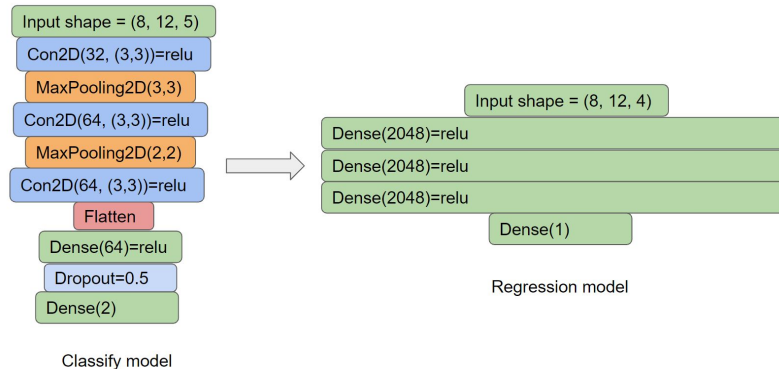 Input shape = (8, 12, 5)
Con2D(32, (3,3))=relu
MaxPooling2D(3,3)
Con2D(64, (3,3))=relu
MaxPooling2D(2,2)
Con2D(64, (3,3))=relu
Flatten
Dense(64)=relu
Dropout=0.5
Dense(2)
Classify model
Input shape = (8, 12, 4)
Dense(2048)=relu
Dense(2048)=relu
Dense(2048)=relu
Dense(1)
Regression model